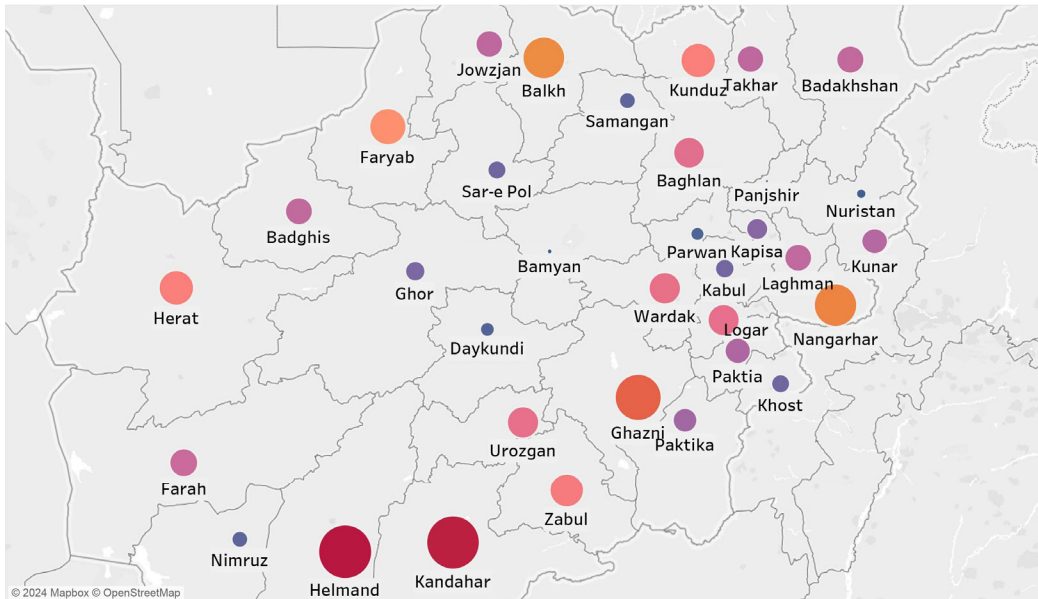 Jowzjan
Balkh
Kunduz
Takhar
Badakhshan
Samangan
Faryab
Baghlan
Sar-e Pol
Panjshir
Nuristan
Badghis
Parwan
Kapisa
Kunar
Bamyan
Ghor
Kabul
Laghman
Herat
Wardak
Logar
Nangarhar
Daykundi
Paktia
Khost
Ghazni
Paktika
Urozgan
Farah
Zabul
Nimruz
Helmand
Kandahar
© 2024 Mapbox © OpenStreetMap